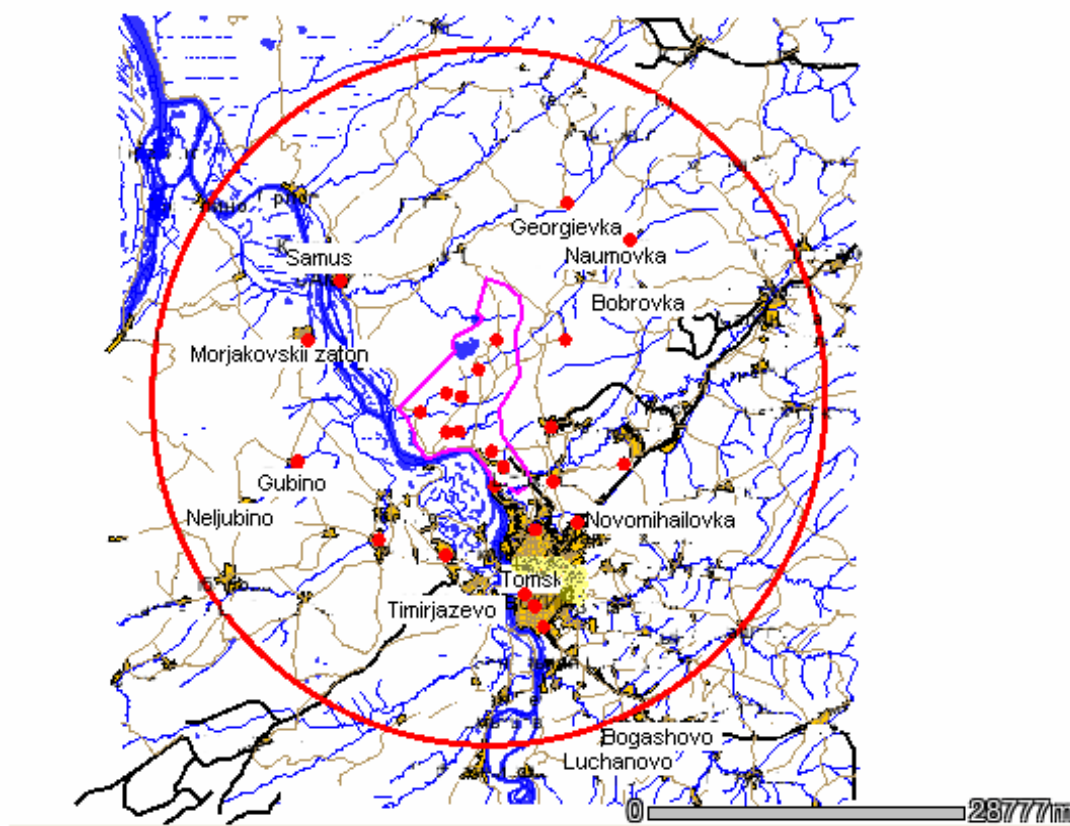 Georgievka
Samus
Naumovka
Bobrovka
Morjakovskii zaton
Gubino
Neljubino
Novomihailovka
Tomsk
Timirjazevo
Bogashovo
Luchanovo
0 28777m